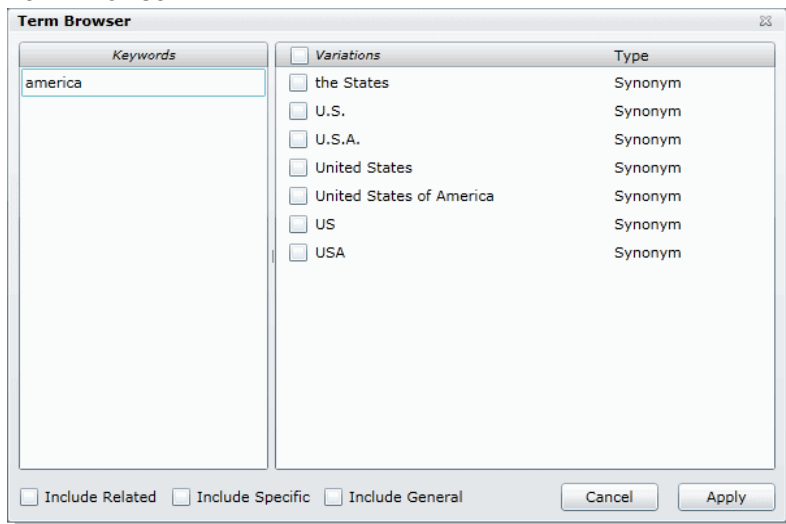 Term Browser
Keywords Variations Type
america the States Synonym
U.S. Synonym
U.S.A. Synonym
United States Synonym
United States of America Synonym
US Synonym
USA Synonym
Include Related Include Specific Include General Cancel Apply